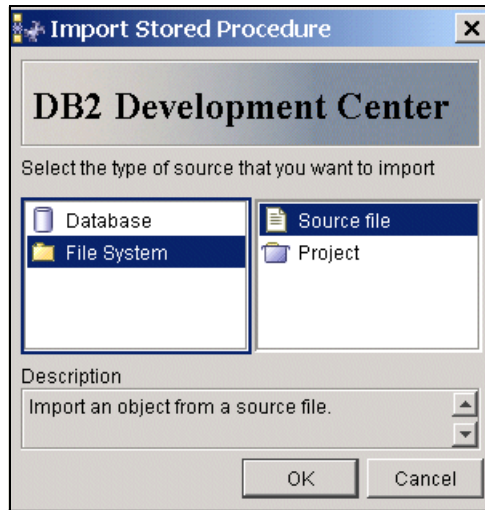 Import Stored Procedure
DB2 Development Center
Select the type of source that you want to import
Database
File System
Source file
Project
Description
Import an object from a source file.
OK
Cancel